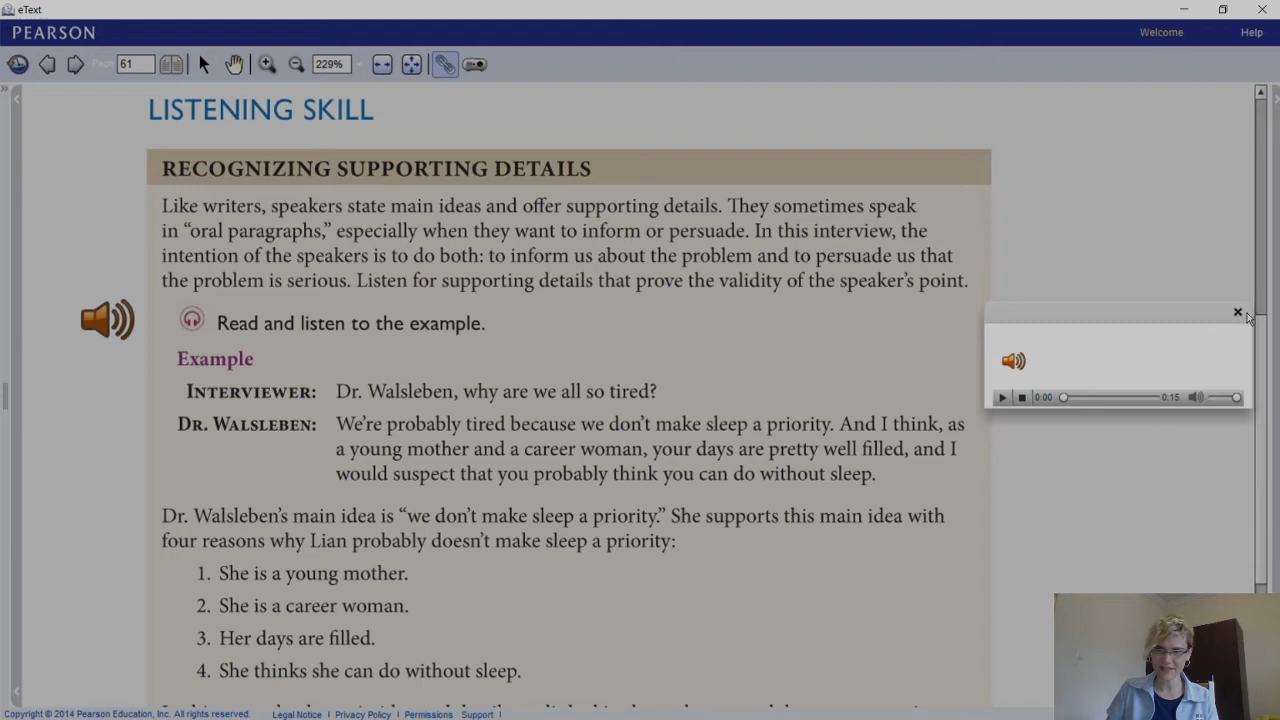 eText
PEARSON
Welcome
Help
Page
61
229%
LISTENING SKILL
RECOGNIZING SUPPORTING DETAILS
Like writers, speakers state main ideas and offer supporting details. They sometimes speak
in “oral paragraphs,” especially when they want to inform or persuade. In this interview, the
intention of the speakers is to do both: to inform us about the problem and to persuade us that
the problem is serious. Listen for supporting details that prove the validity of the speaker’s point.
Read and listen to the example.
Example
INTERVIEWER: Dr. Walsleben, why are we all so tired?
DR. WALSLEBEN: We’re probably tired because we don’t make sleep a priority. And I think, as
a young mother and a career woman, your days are pretty well filled, and I
would suspect that you probably think you can do without sleep.
0:00
0:15
Dr. Walsleben’s main idea is “we don’t make sleep a priority.” She supports this main idea with
four reasons why Lian probably doesn’t make sleep a priority:
1. She is a young mother.
2. She is a career woman.
3. Her days are filled.
4. She thinks she can do without sleep.
Copyright © 2014 Pearson Education, Inc. All rights reserved. Legal Notice | Privacy Policy | Permissions Support |